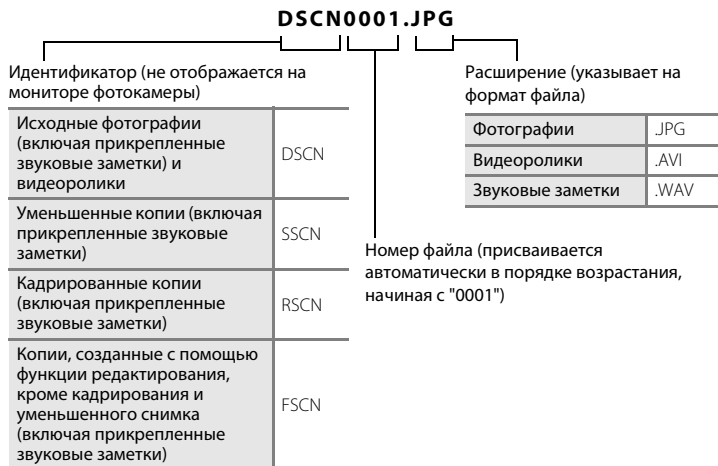 DSCN0001.JPG
Идентификатор (не отображается на
мониторе фотокамеры)
Исходные фотографии
(включая прикрепленные
звуковые заметки) и
видеоролики
DSCN
Уменьшенные копии (включая
прикрепленные звуковые
заметки)
SSCN
Кадрированные копии
(включая прикрепленные
звуковые заметки)
RSCN
Копии, созданные с помощью
функции редактирования,
кроме кадрирования и
уменьшенного снимка
(включая прикрепленные
звуковые заметки)
FSCN
Номер файла (присваивается
автоматически в порядке возрастания,
начиная с "0001")
Расширение (указывает на
формат файла)
Фотографии .JPG
Видеоролики .AVI
Звуковые заметки .WAV